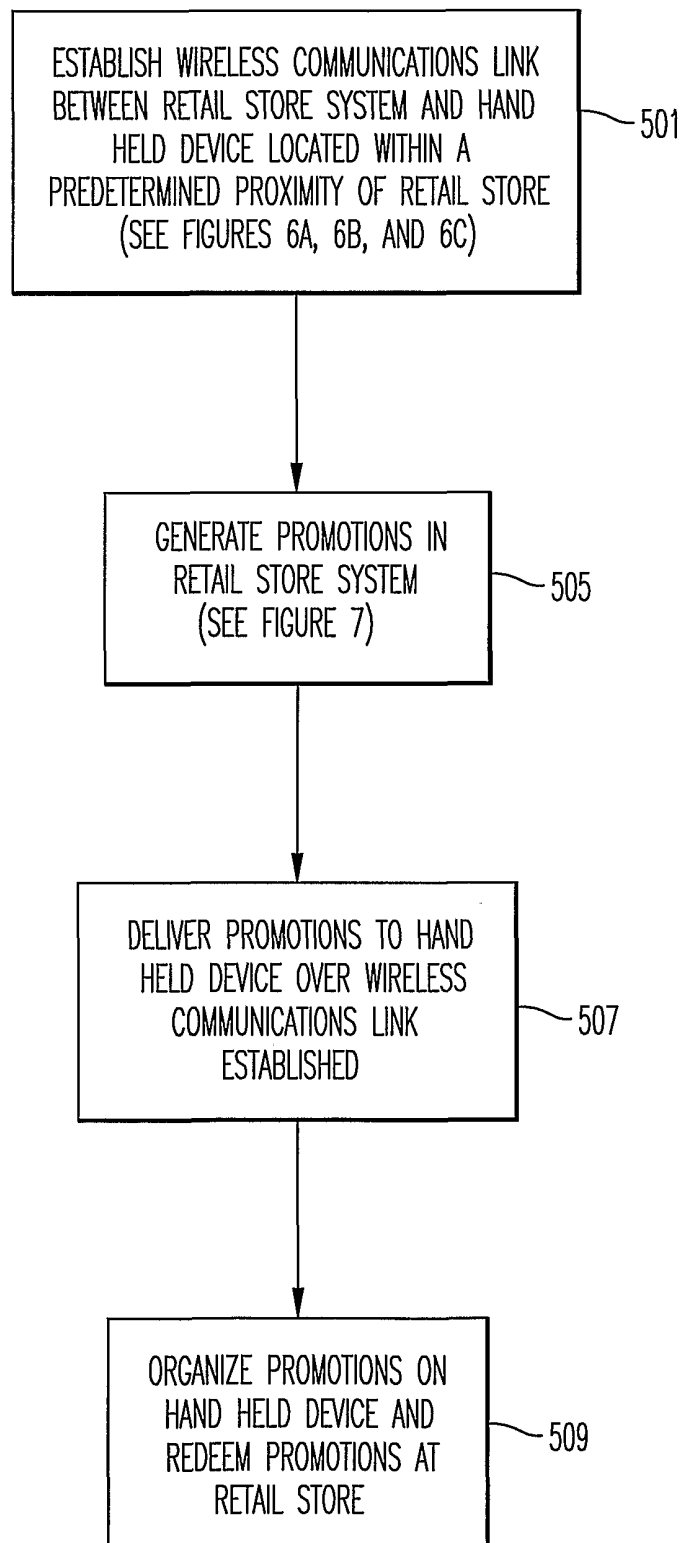 ESTABLISH WIRELESS COMMUNICATIONS LINK
BETWEEN RETAIL STORE SYSTEM AND HAND
HELD DEVICE LOCATED WITHIN A
PREDETERMINED PROXIMITY OF RETAIL STORE
(SEE FIGURES 6A, 6B, AND 6C)
501
GENERATE PROMOTIONS IN
RETAIL STORE SYSTEM
(SEE FIGURE 7)
505
DELIVER PROMOTIONS TO HAND
HELD DEVICE OVER WIRELESS
COMMUNICATIONS LINK
ESTABLISHED
507
ORGANIZE PROMOTIONS ON
HAND HELD DEVICE AND
REDEEM PROMOTIONS AT
RETAIL STORE
509